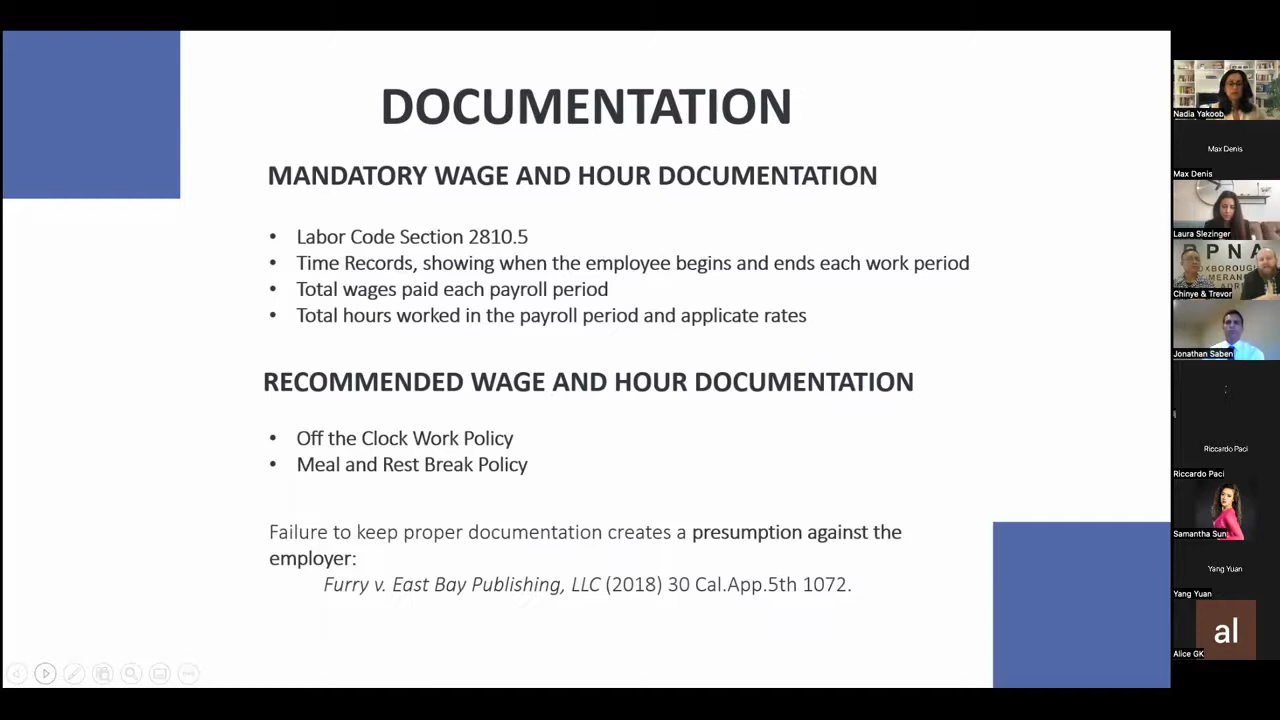 DOCUMENTATION
MANDATORY WAGE AND HOUR DOCUMENTATION
• Labor Code Section 2810.5
• Time Records, showing when the employee begins and ends each work period
• Total wages paid each payroll period
• Total hours worked in the payroll period and applicate rates
RECOMMENDED WAGE AND HOUR DOCUMENTATION
• Off the Clock Work Policy
• Meal and Rest Break Policy
Failure to keep proper documentation creates a presumption against the
employer:
Furry v. East Bay Publishing, LLC (2018) 30 Cal.App.5th 1072.
Nadia Yakoob
Max Denis
Max Denis
Laura Slezinger
PNA
OXBOROUG
MERANG
Chinye & Trevor
Jonathan Saben
Riccardo Paci
Riccardo Paci
Samantha Sun
Yang Yuan
Yang Yuan
al
Alice GK